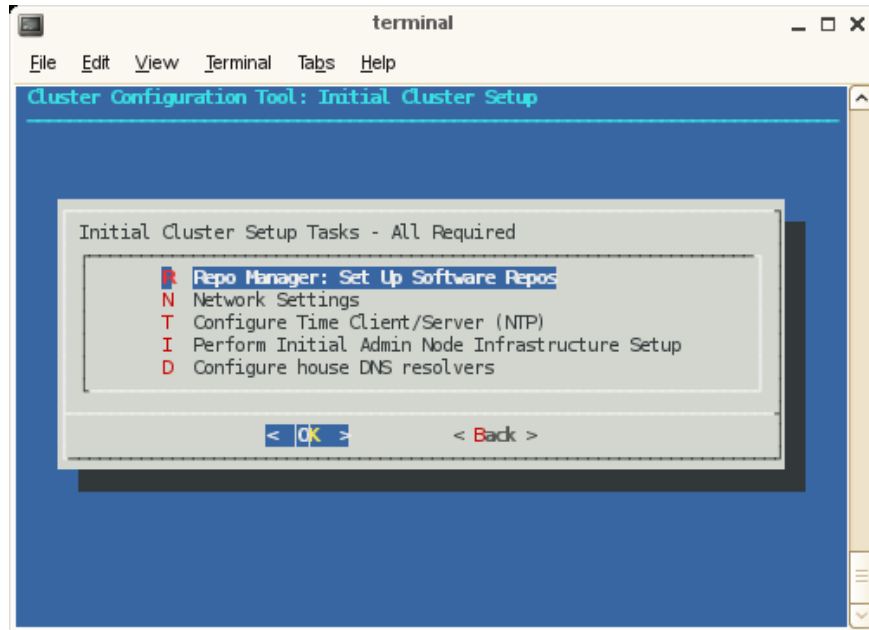 terminal
File Edit View Terminal Tabs Help
Cluster Configuration Tool: Initial Cluster Setup
Initial Cluster Setup Tasks - All Required
R Repo Manager: Set Up Software Repos
N Network Settings
T Configure Time Client/Server (NTP)
I Perform Initial Admin Node Infrastructure Setup
D Configure house DNS resolvers
< OK > < Back >